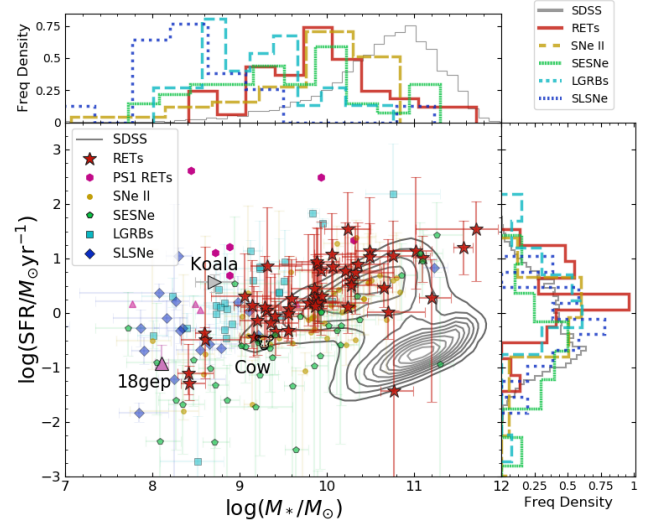 0.75
0.50
0.25
0
Freq Density
SDSS
RETs
SNe II
SESNe
LGRBs
SLSNe
SDSS
RETs
PS1 RETs
SNe II
SESNe
LGRBs
SLSNe
Koala
18gep
Cow
3
2
1
0
−1
−2
−3
log(SFR/M⊙yr⁻¹)
7 8 9 10 11 12
log(M*/M⊙)
0.25 0.5 0.75 1
Freq Density